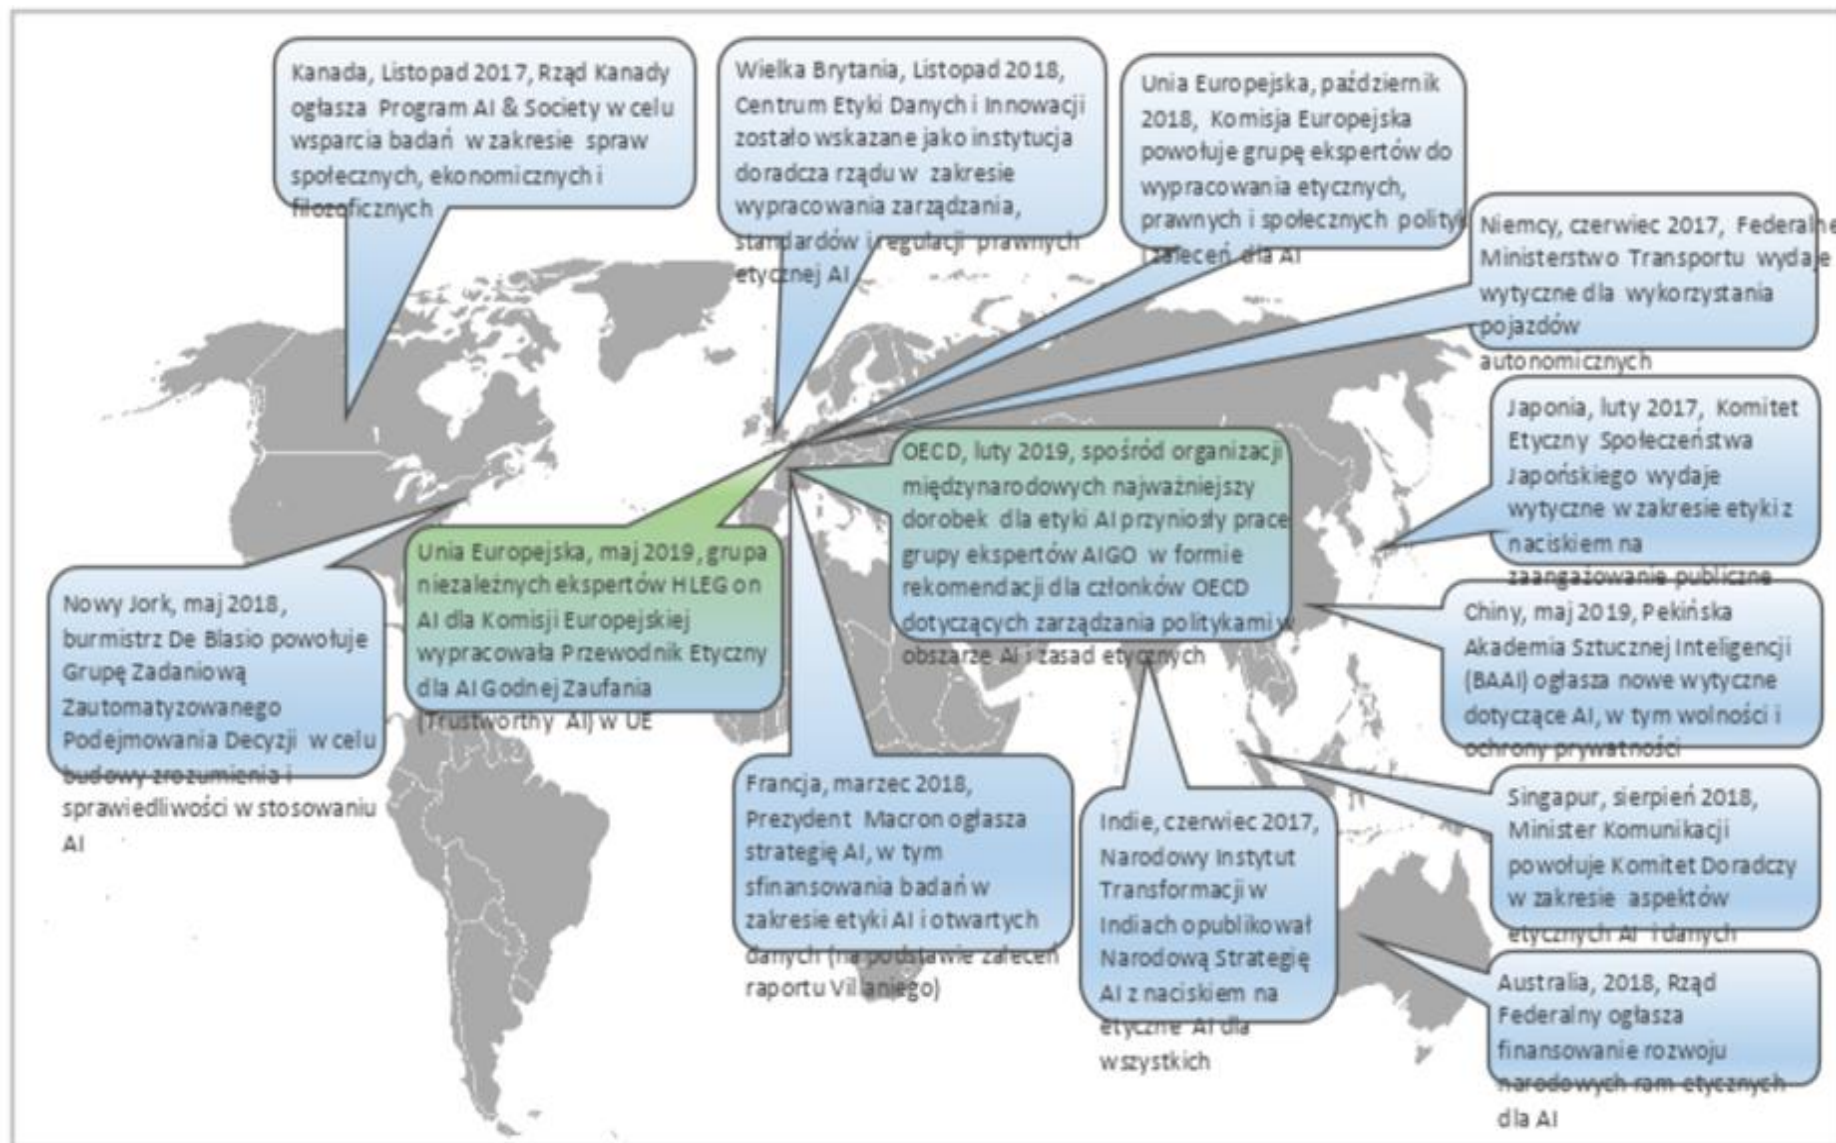 Kanada, Listopad 2017, Rząd Kanady
ogłasza Program AI & Society w celu
wsparcia badań w zakresie spraw
społecznych, ekonomicznych i
filozoficznych
Wielka Brytania, Listopad 2018,
Centrum Etyki Danych i Innowacji
zostało wskazane jako instytucja
doradcza rządu w zakresie
wypracowania zarządzania,
standardów i regulacji prawnych
etycznej AI
Unia Europejska, październik
2018, Komisja Europejska
powołuje grupę ekspertów do
wypracowania etycznych,
prawnych i społecznych polityk
i zaleceń dla AI
Niemcy, czerwiec 2017, Federalne
Ministerstwo Transportu wydaje
wytyczne dla wykorzystania
pojazdów
autonomicznych
Japonia, luty 2017, Komitet
Etyczny Społeczeństwa
Japońskiego wydaje
wytyczne w zakresie etyki z
naciskiem na
zaangażowanie publiczne
OECD, luty 2019, spośród organizacji
międzynarodowych najważniejszy
dorobek dla etyki AI przyniosły prace
grupy ekspertów AIGO w formie
rekomendacji dla członków OECD
dotyczących zarządzania politykami w
obszarze AI i zasad etycznych
Unia Europejska, maj 2019, grupa
niezależnych ekspertów HLEG on
AI dla Komisji Europejskiej
wypracowała Przewodnik Etyczny
dla AI Godnej Zaufania
(Trustworthy AI) w UE
Nowy Jork, maj 2018,
burmistrz De Blasio powołuje
Grupę Zadaniową
Zautomatyzowanego
Podejmowania Decyzji w celu
budowy zrozumienia i
sprawiedliwości w stosowaniu
AI
Chiny, maj 2019, Pekińska
Akademia Sztucznej Inteligencji
(BAAI) ogłasza nowe wytyczne
dotyczące AI, w tym wolności i
ochrony prywatności
Francja, marzec 2018,
Prezydent Macron ogłasza
strategię AI, w tym
sfinansowania badań w
zakresie etyki AI i otwartych
danych (na podstawie zaleceń
raportu Villaniego)
Indie, czerwiec 2017,
Narodowy Instytut
Transformacji w
Indiach opublikował
Narodową Strategię
AI z naciskiem na
etyczne AI dla
wszystkich
Singapur, sierpień 2018,
Minister Komunikacji
powołuje Komitet Doradczy
w zakresie aspektów
etycznych AI i danych
Australia, 2018, Rząd
Federalny ogłasza
finansowanie rozwoju
narodowych ram etycznych
dla AI